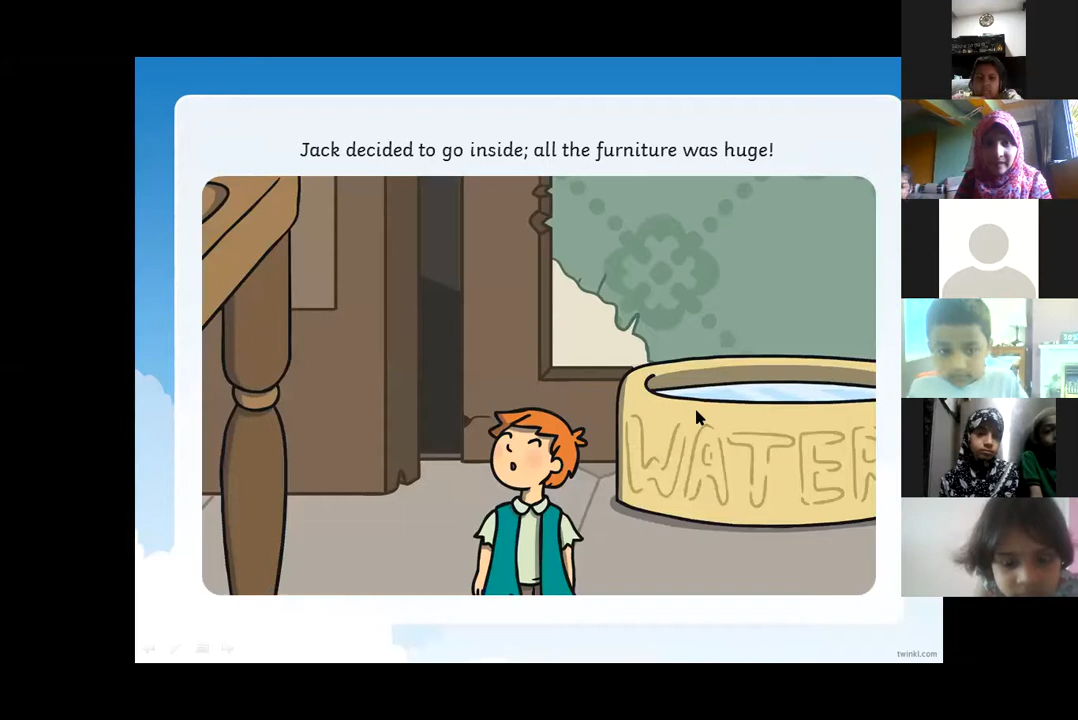 Jack decided to go inside; all the furniture was huge!
WATER
twinkl.com